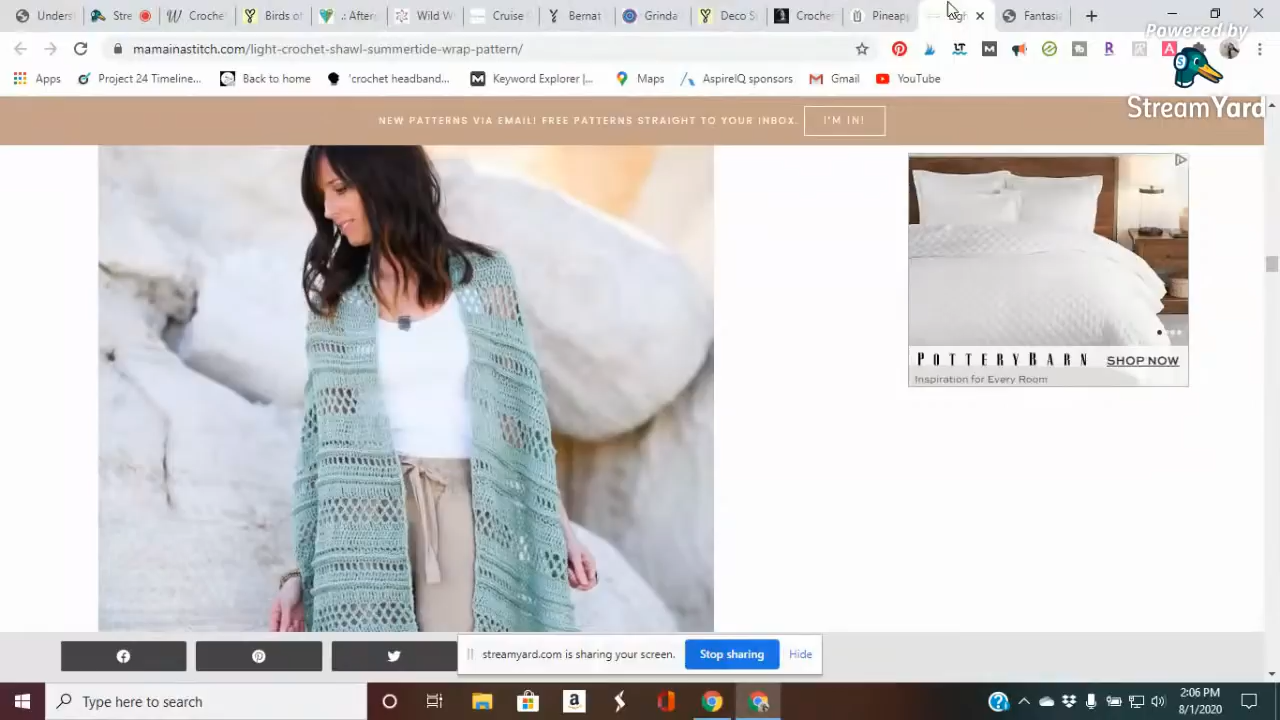 Unders
Stre
Croche
Birds of
.: After
Wild W
Cruise
Bernat
Grinda
Deco S
Croche
Pineap
Fantas
Powered by
StreamYard
mamainastitch.com/light-crochet-shawl-summertide-wrap-pattern/
Apps
Project 24 Timeline...
Back to home
'crochet headband...
Keyword Explorer |...
Maps
AspireIQ sponsors
Gmail
YouTube
NEW PATTERNS VIA EMAIL! FREE PATTERNS STRAIGHT TO YOUR INBOX.
I'M IN!
POTTERYBARN
SHOP NOW
Inspiration for Every Room
streamyard.com is sharing your screen.
Stop sharing
Hide
Type here to search
2:06 PM
8/1/2020